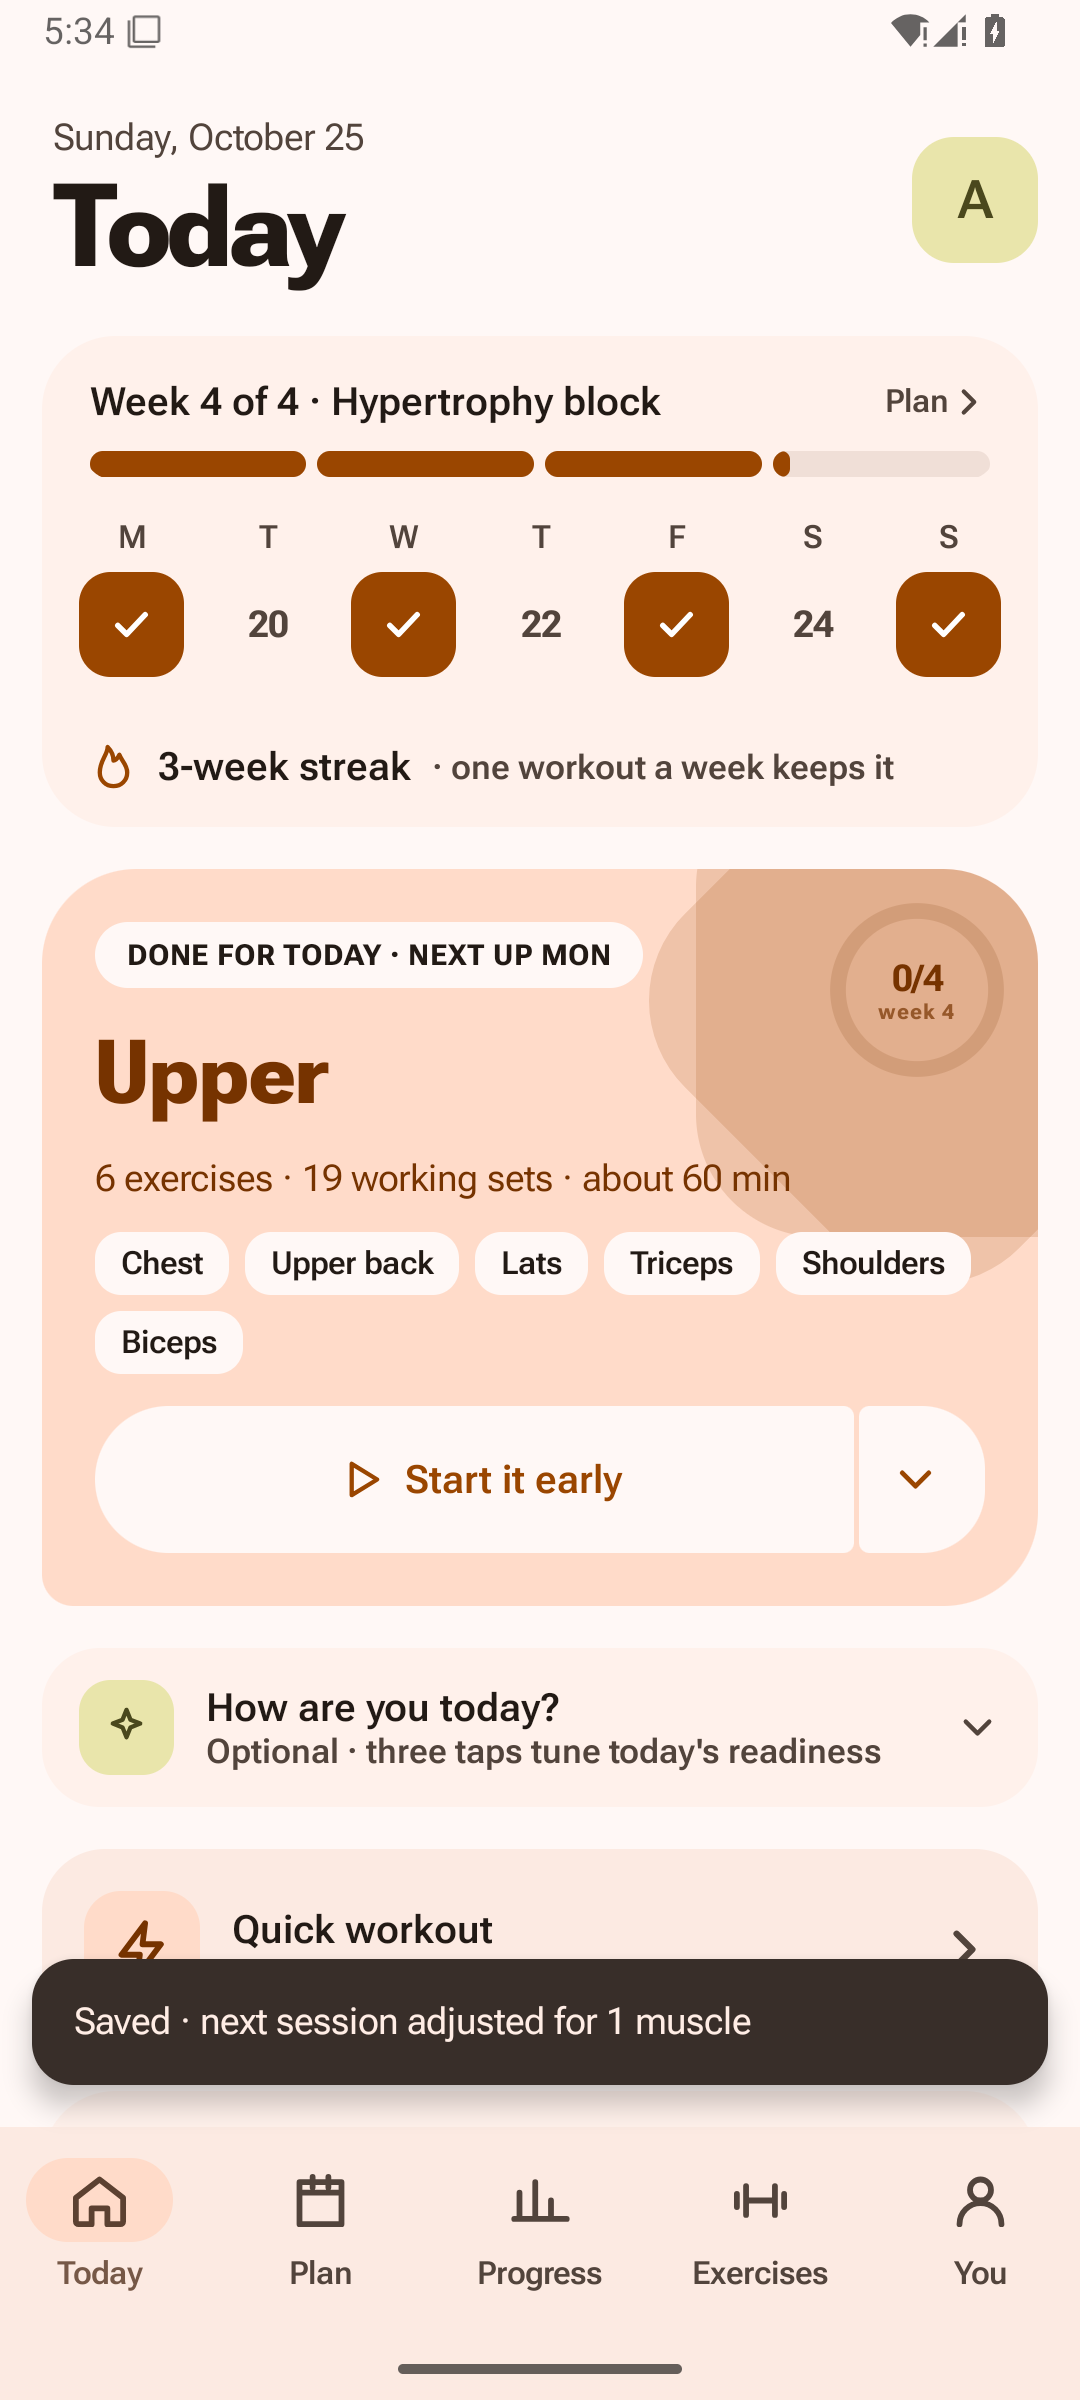 5:34
Sunday, October 25
Today
A
Week 4 of 4 · Hypertrophy block
Plan
M T W T F S S
20 22 24
3-week streak · one workout a week keeps it
DONE FOR TODAY · NEXT UP MON
0/4
week 4
Upper
6 exercises · 19 working sets · about 60 min
Chest Upper back Lats Triceps Shoulders
Biceps
Start it early
How are you today?
Optional · three taps tune today's readiness
Quick workout
Saved · next session adjusted for 1 muscle
Today Plan Progress Exercises You